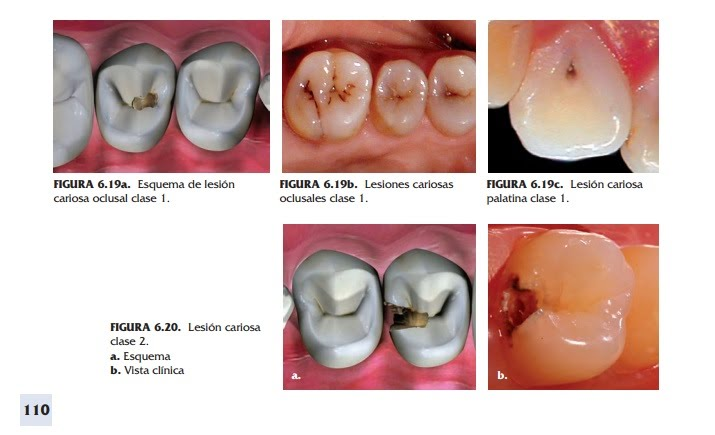 FIGURA 6.19a. Esquema de lesión
cariosa oclusal clase 1.
FIGURA 6.19b. Lesiones cariosas
oclusales clase 1.
FIGURA 6.19c. Lesión cariosa
palatina clase 1.
FIGURA 6.20. Lesión cariosa
clase 2.
a. Esquema
b. Vista clínica
a.
b.
110